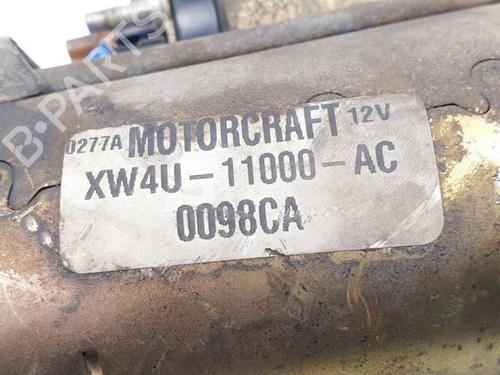 B-PARTS
0277A MOTORCRAFT 12V
XW4U-11000-AC
0098CA